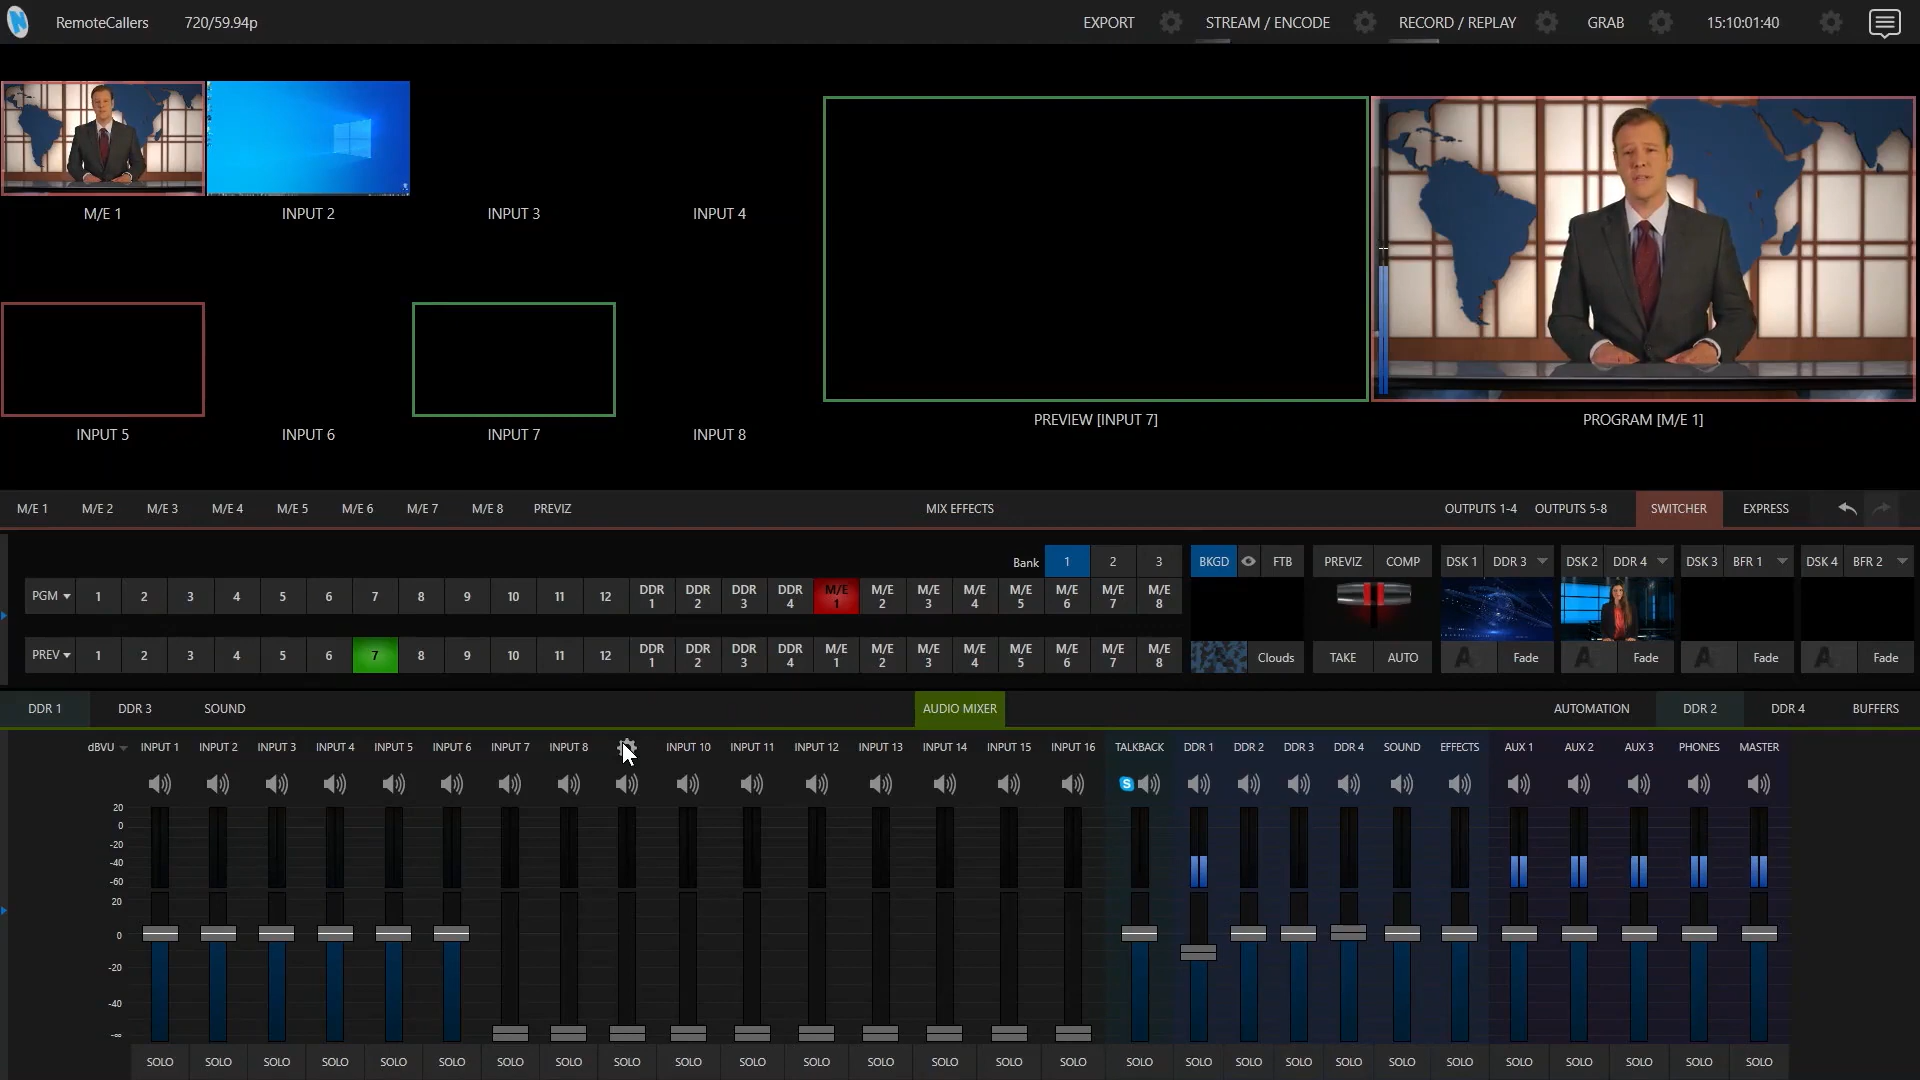 RemoteCallers 720/59.94p EXPORT STREAM / ENCODE RECORD / REPLAY GRAB 15:10:01:40
M/E 1 INPUT 2 INPUT 3 INPUT 4
INPUT 5 INPUT 6 INPUT 7 INPUT 8
PREVIEW [INPUT 7] PROGRAM [M/E 1]
M/E 1 M/E 2 M/E 3 M/E 4 M/E 5 M/E 6 M/E 7 M/E 8 PREVIZ MIX EFFECTS OUTPUTS 1-4 OUTPUTS 5-8 SWITCHER EXPRESS
Bank 1 2 3 BKGD FTB PREVIZ COMP DSK 1 DDR 3 DSK 2 DDR 4 DSK 3 BFR 1 DSK 4 BFR 2
PGM 1 2 3 4 5 6 7 8 9 10 11 12 DDR 1 DDR 2 DDR 3 DDR 4 M/E 1 M/E 2 M/E 3 M/E 4 M/E 5 M/E 6 M/E 7 M/E 8
PREV 1 2 3 4 5 6 7 8 9 10 11 12 DDR 1 DDR 2 DDR 3 DDR 4 M/E 1 M/E 2 M/E 3 M/E 4 M/E 5 M/E 6 M/E 7 M/E 8
Clouds TAKE AUTO A Fade A Fade A Fade A Fade
DDR 1 DDR 3 SOUND AUDIO MIXER AUTOMATION DDR 2 DDR 4 BUFFERS
dBVU INPUT 1 INPUT 2 INPUT 3 INPUT 4 INPUT 5 INPUT 6 INPUT 7 INPUT 8 INPUT 10 INPUT 11 INPUT 12 INPUT 13 INPUT 14 INPUT 15 INPUT 16 TALKBACK DDR 1 DDR 2 DDR 3 DDR 4 SOUND EFFECTS AUX 1 AUX 2 AUX 3 PHONES MASTER
S
20
0
-20
-40
-60
20
0
-20
-40
-∞
SOLO SOLO SOLO SOLO SOLO SOLO SOLO SOLO SOLO SOLO SOLO SOLO SOLO SOLO SOLO SOLO SOLO SOLO SOLO SOLO SOLO SOLO SOLO SOLO SOLO SOLO SOLO SOLO